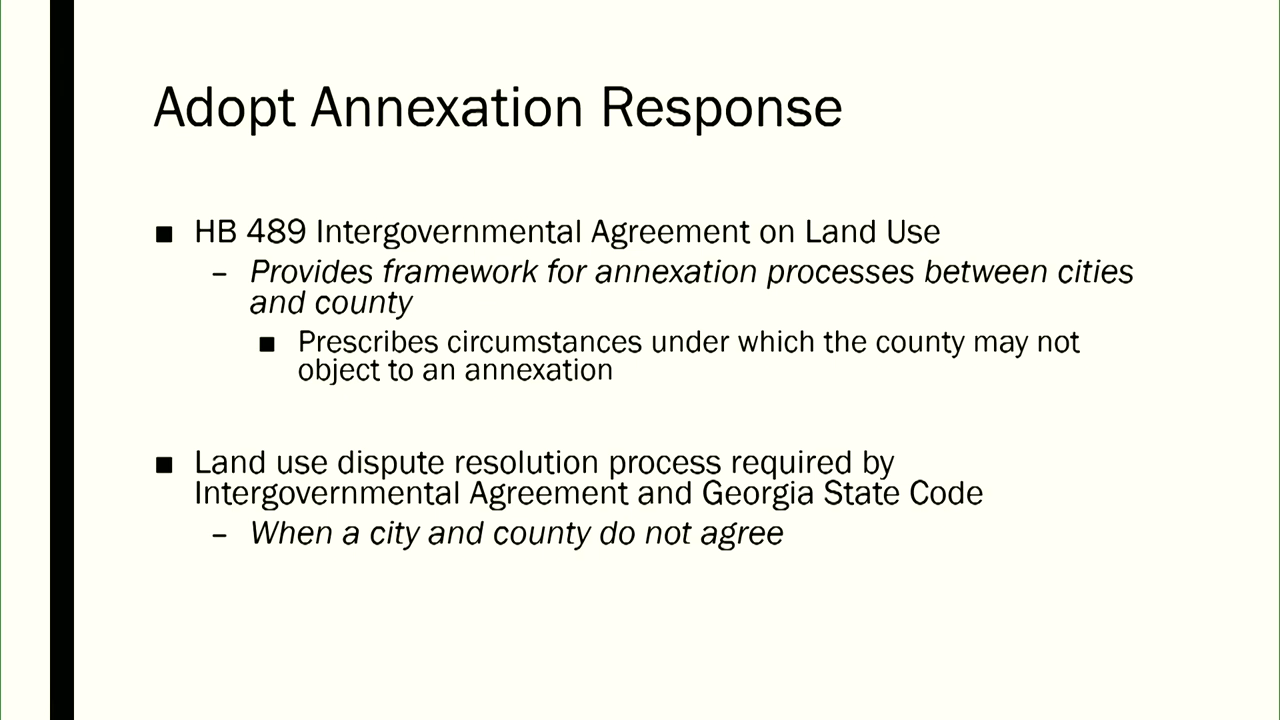 Adopt Annexation Response
■ HB 489 Intergovernmental Agreement on Land Use
– Provides framework for annexation processes between cities
and county
■ Prescribes circumstances under which the county may not
object to an annexation
■ Land use dispute resolution process required by
Intergovernmental Agreement and Georgia State Code
– When a city and county do not agree